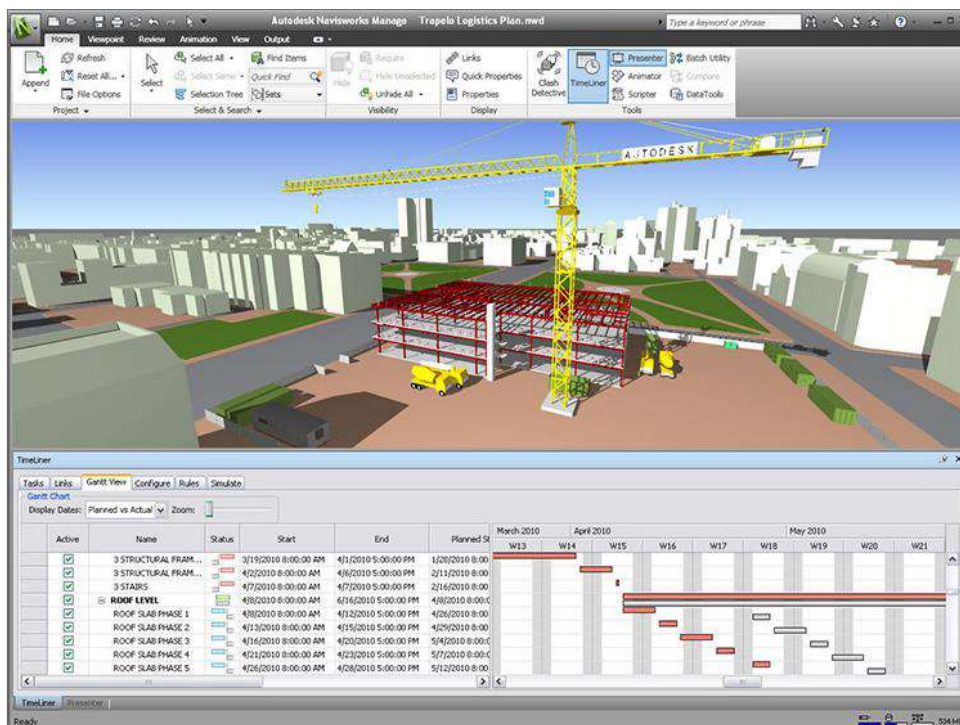 Autodesk Navisworks Manage Trapelo Logistics Plan.nwd
Type a keyword or phrase
Home Viewpoint Review Animation View Output
Append
Refresh
Reset All...
File Options
Project
Select
Select All
Select Same
Selection Tree
Find Items
Quick Find
Sets
Select & Search
Hide
Require
Hide Unselected
Unhide All
Visibility
Links
Quick Properties
Properties
Display
Clash Detective
TimeLiner
Presenter
Animator
Scripter
Batch Utility
Compare
DataTools
Tools
AUTODESK
TimeLiner
Tasks Links Gantt View Configure Rules Simulate
Gantt Chart
Display Dates: Planned vs Actual Zoom:
Active Name Status Start End Planned St
March 2010 April 2010 May 2010
W13 W14 W15 W16 W17 W18 W19 W20 W21
3 STRUCTURAL FRAM... 3/19/2010 8:00:00 AM 4/1/2010 5:00:00 PM 1/28/2010 8:00
3 STRUCTURAL FRAM... 4/2/2010 8:00:00 AM 4/6/2010 5:00:00 PM 2/11/2010 8:00
3 STAIRS 4/7/2010 8:00:00 AM 4/7/2010 5:00:00 PM 2/16/2010 8:00
ROOF LEVEL 4/8/2010 8:00:00 AM 6/16/2010 5:00:00 PM 4/8/2010 8:00:0
ROOF SLAB PHASE 1 4/8/2010 8:00:00 AM 4/12/2010 5:00:00 PM 4/26/2010 8:00
ROOF SLAB PHASE 2 4/13/2010 8:00:00 AM 4/15/2010 5:00:00 PM 4/29/2010 8:00
ROOF SLAB PHASE 3 4/16/2010 8:00:00 AM 4/20/2010 5:00:00 PM 5/4/2010 8:00:0
ROOF SLAB PHASE 4 4/21/2010 8:00:00 AM 4/23/2010 5:00:00 PM 5/7/2010 8:00:0
ROOF SLAB PHASE 5 4/26/2010 8:00:00 AM 4/28/2010 5:00:00 PM 5/12/2010 8:00
TimeLiner Presenter
Ready